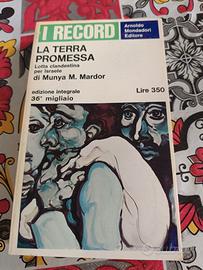 I RECORD
Arnoldo
Mondadori
Editore
LA TERRA
PROMESSA
Lotta clandestina
per Israele
di Munya M. Mardor
edizione integrale
36° migliaio
Lire 350